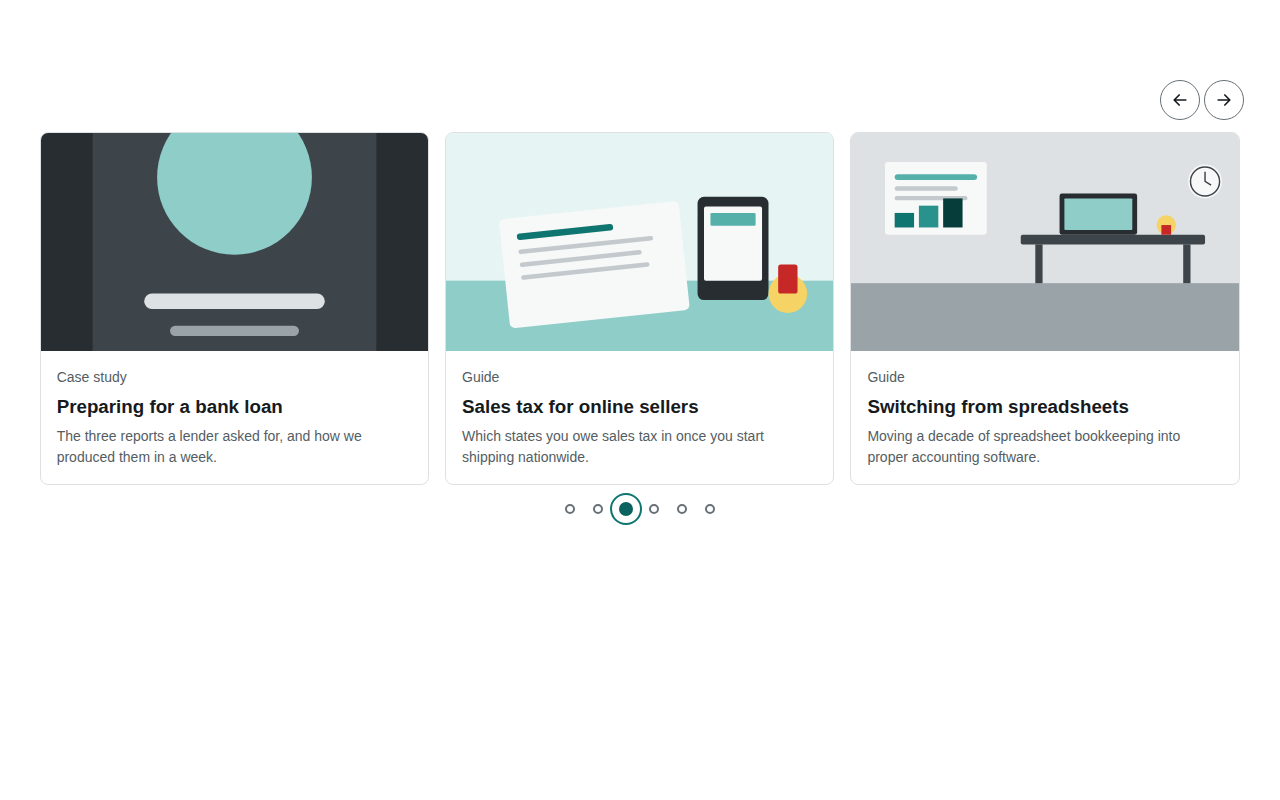 Case study
Preparing for a bank loan
The three reports a lender asked for, and how we
produced them in a week.
Guide
Sales tax for online sellers
Which states you owe sales tax in once you start
shipping nationwide.
Guide
Switching from spreadsheets
Moving a decade of spreadsheet bookkeeping into
proper accounting software.